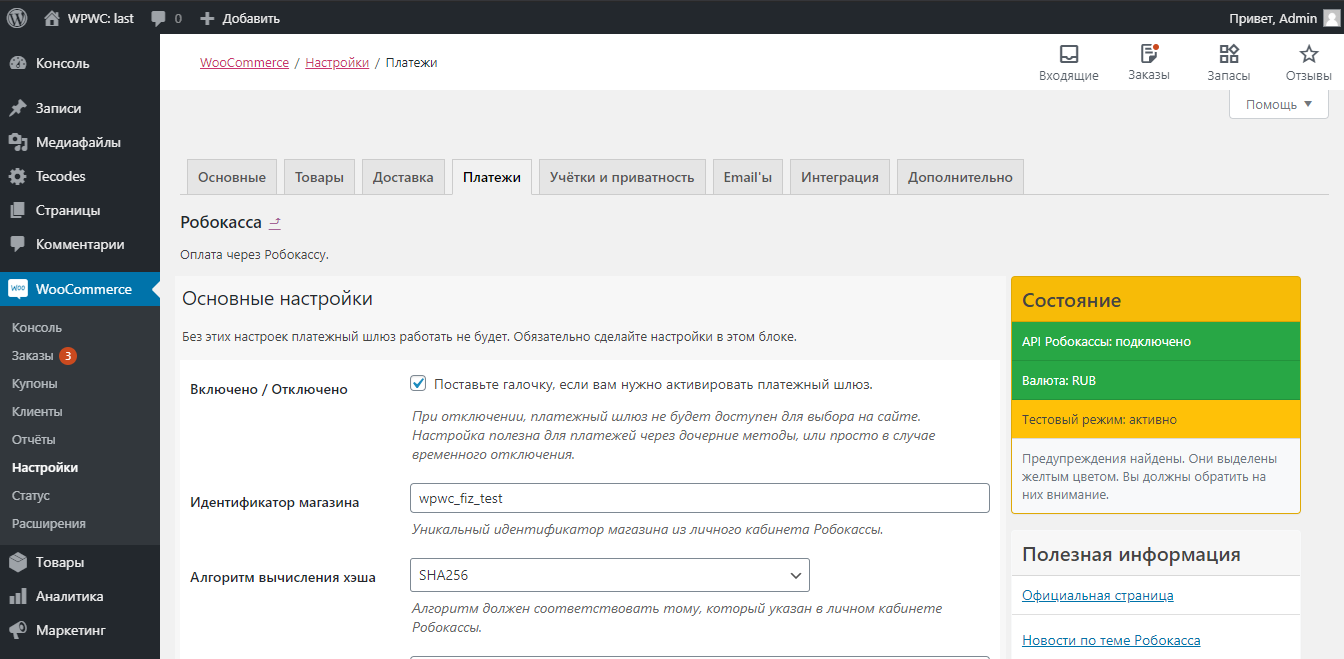 WPWC: last
0
Добавить
Привет, Admin
Консоль
Записи
Медиафайлы
Tecodes
Страницы
Комментарии
Woo
WooCommerce
Консоль
Заказы 3
Купоны
Клиенты
Отчёты
Настройки
Статус
Расширения
Товары
Аналитика
Маркетинг
WooCommerce / Настройки / Платежи
Входящие
Заказы
Запасы
Отзывы
Помощь
Основные
Товары
Доставка
Платежи
Учётки и приватность
Email'ы
Интеграция
Дополнительно
Робокасса
Оплата через Робокассу.
Основные настройки
Без этих настроек платежный шлюз работать не будет. Обязательно сделайте настройки в этом блоке.
Включено / Отключено
Поставьте галочку, если вам нужно активировать платежный шлюз.
При отключении, платежный шлюз не будет доступен для выбора на сайте.
Настройка полезна для платежей через дочерние методы, или просто в случае
временного отключения.
Идентификатор магазина
wpwc_fiz_test
Уникальный идентификатор магазина из личного кабинета Робокассы.
Алгоритм вычисления хэша
SHA256
Алгоритм должен соответствовать тому, который указан в личном кабинете
Робокассы.
Состояние
API Робокассы: подключено
Валюта: RUB
Тестовый режим: активно
Предупреждения найдены. Они выделены
желтым цветом. Вы должны обратить на
них внимание.
Полезная информация
Официальная страница
Новости по теме Робокасса